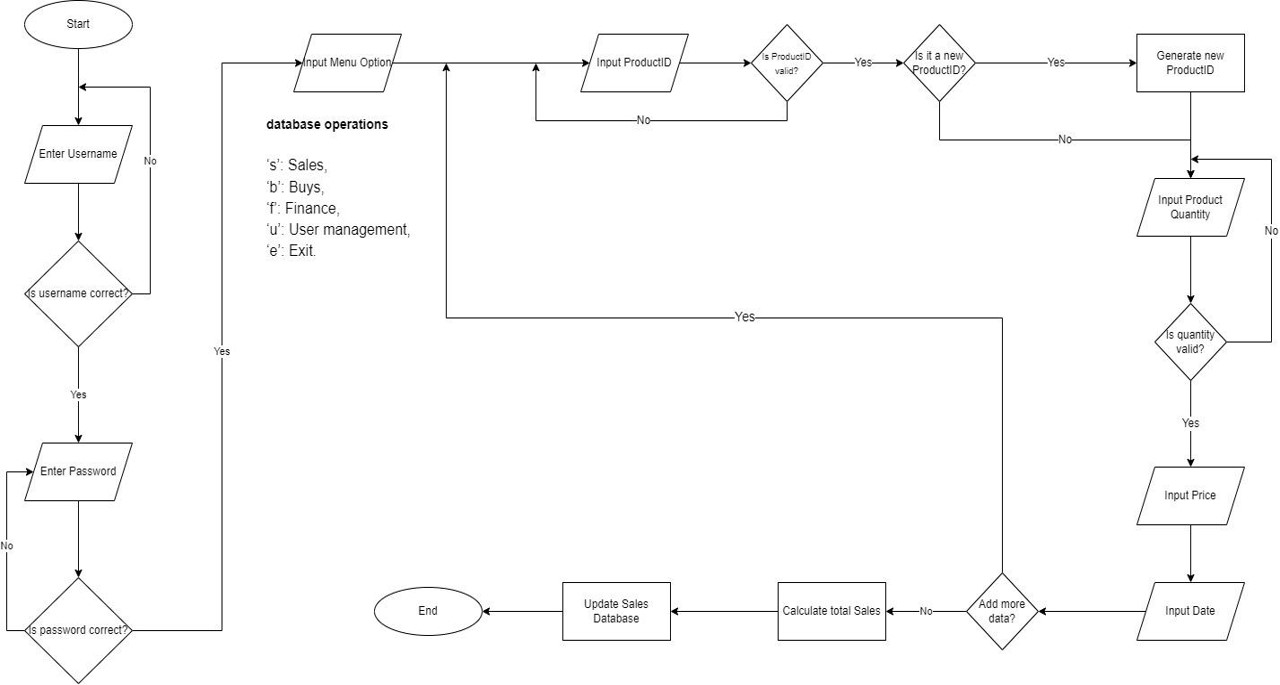 Start
Enter Username
No
Is username correct?
Yes
Enter Password
No
Is password correct?
Yes
Input Menu Option
database operations
‘s’: Sales,
‘b’: Buys,
‘f’: Finance,
‘u’: User management,
‘e’: Exit.
Input ProductID
Is ProductID
valid?
No
Yes
Is it a new
ProductID?
Yes
No
Generate new
ProductID
Input Product
Quantity
No
Is quantity
valid?
Yes
Input Price
Input Date
Add more
data?
Yes
No
Calculate total Sales
Update Sales
Database
End